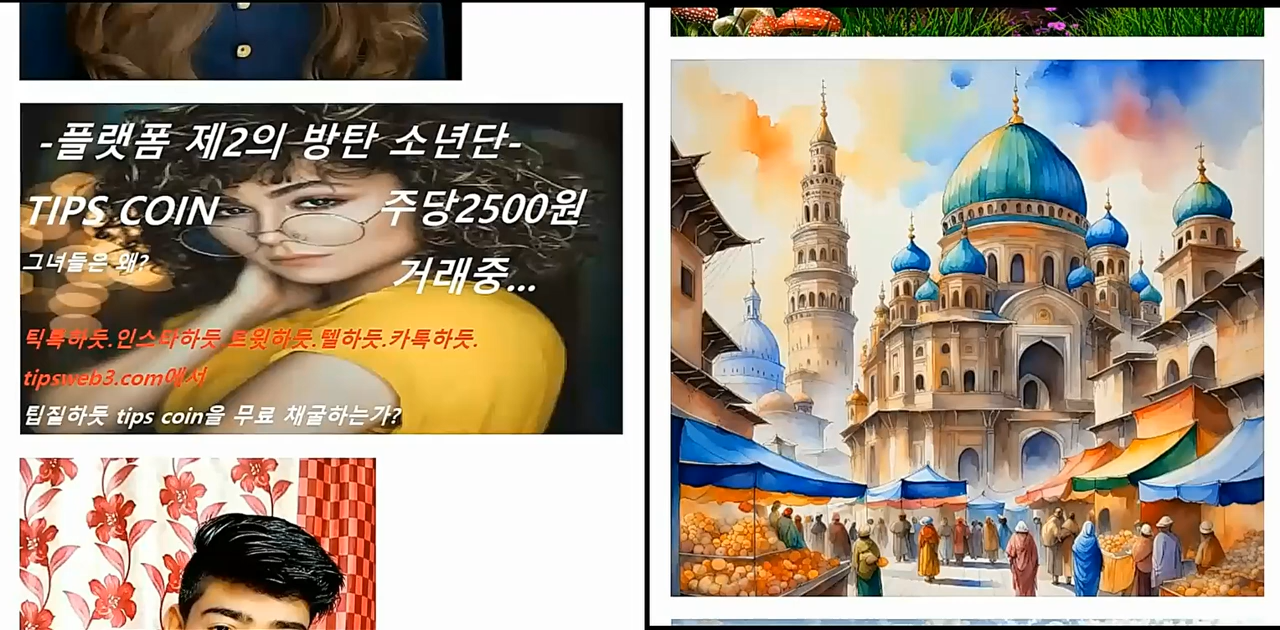 -플랫폼 제2의 방탄 소년단-
TIPS COIN 주당2500원
그녀들은 왜?
거래중...
틱톡하듯.인스타하듯 트윗하듯.텔하듯.카톡하듯.
tipsweb3.com에서
팁질하듯 tips coin을 무료 채굴하는가?